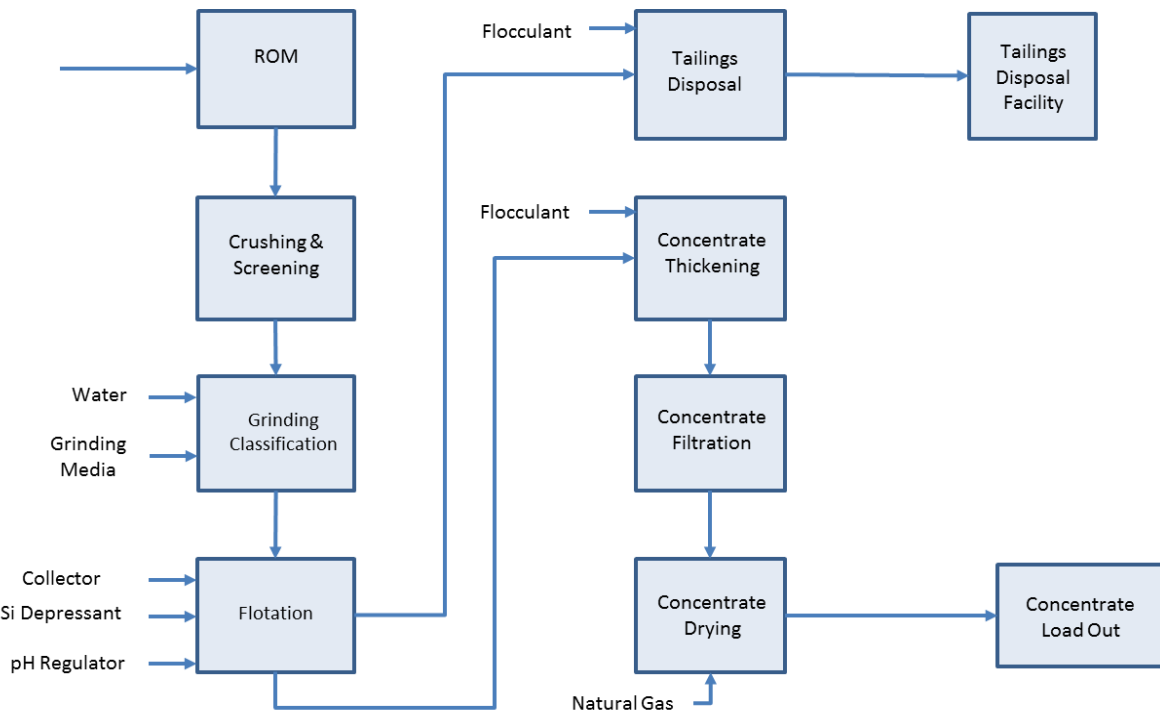 ROM
Crushing &
Screening
Water
Grinding
Media
Grinding
Classification
Collector
Si Depressant
pH Regulator
Flotation
Flocculant
Tailings
Disposal
Tailings
Disposal
Facility
Flocculant
Concentrate
Thickening
Concentrate
Filtration
Concentrate
Drying
Natural Gas
Concentrate
Load Out